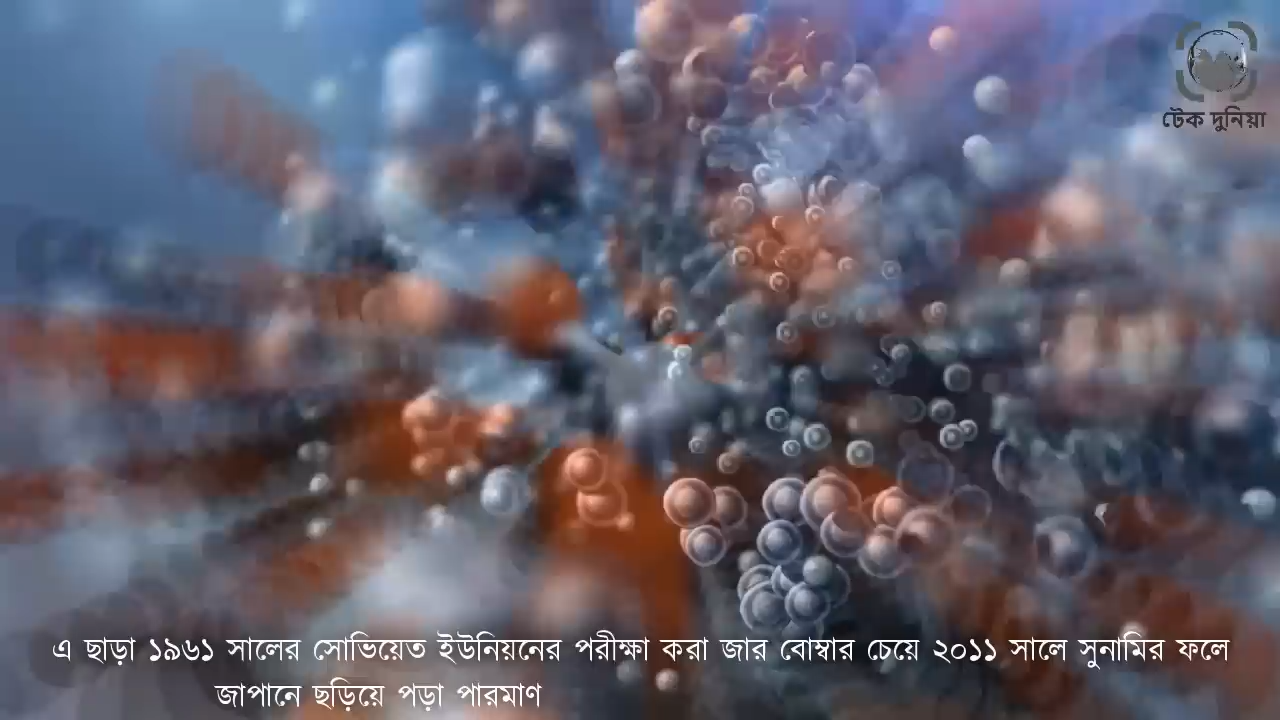 টেক দুনিয়া
এ ছাড়া ১৯৬১ সালের সোভিয়েত ইউনিয়নের পরীক্ষা করা জার বোম্বার চেয়ে ২০১১ সালে সুনামির ফলে
জাপানে ছড়িয়ে পড়া পারমাণ